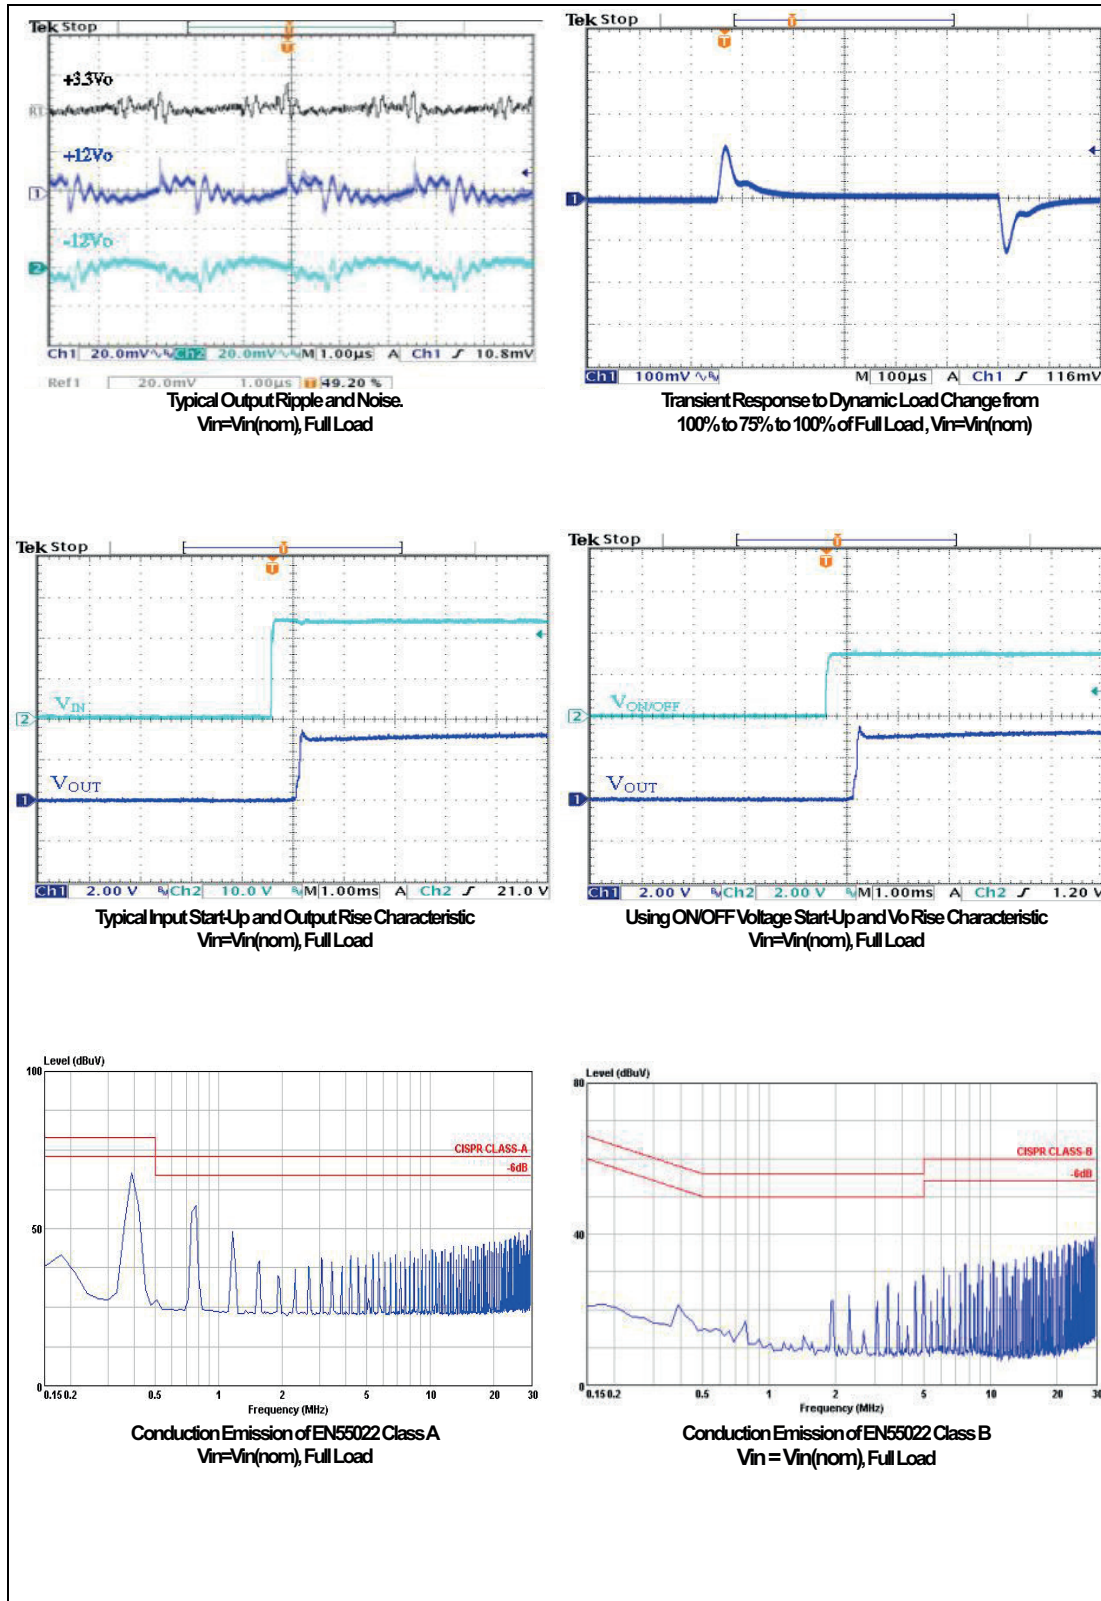 Tek Stop
T
T
+3.3Vo
R1
+12Vo
1
-12Vo
2
Ch1 20.0mV Ch2 20.0mV M 1.00µs A Ch1 10.8mV
Ref1 20.0mV 1.00µs 49.20 %
Typical Output Ripple and Noise.
Vin=Vin(nom), Full Load
Tek Stop
T
T
1
Ch1 100mV M 100µs A Ch1 116mV
Transient Response to Dynamic Load Change from
100% to 75% to 100% of Full Load , Vin=Vin(nom)
Tek Stop
T
T
VIN
2
VOUT
1
Ch1 2.00 V Ch2 10.0 V M 1.00ms A Ch2 21.0 V
Typical Input Start-Up and Output Rise Characteristic
Vin=Vin(nom), Full Load
Tek Stop
T
T
VON/OFF
2
VOUT
1
Ch1 2.00 V Ch2 2.00 V M 1.00ms A Ch2 1.20 V
Using ON/OFF Voltage Start-Up and Vo Rise Characteristic
Vin=Vin(nom), Full Load
Level (dBuV)
100
CISPR CLASS-A
-6dB
50
0
0.15 0.2 0.5 1 2 5 10 20 30
Frequency (MHz)
Conduction Emission of EN55022 Class A
Vin=Vin(nom), Full Load
Level (dBuV)
80
CISPR CLASS-B
-6dB
40
0
0.15 0.2 0.5 1 2 5 10 20 30
Frequency (MHz)
Conduction Emission of EN55022 Class B
Vin = Vin(nom), Full Load